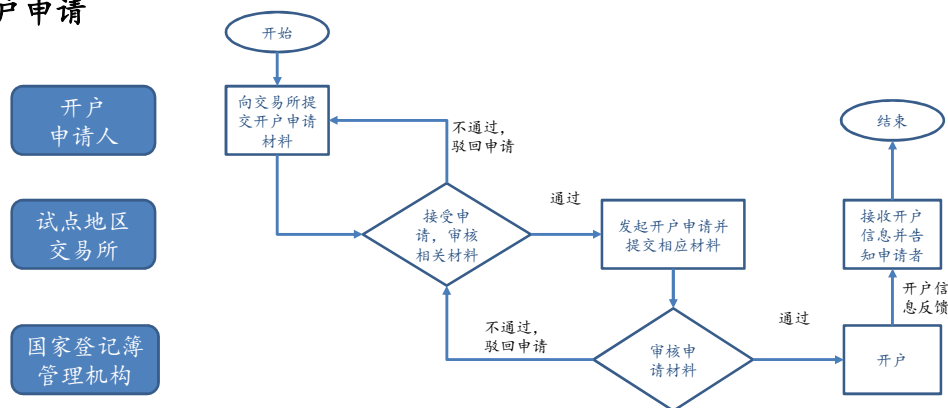 户申请
开始
开户
申请人
向交易所提
交开户申请
材料
不通过，
驳回申请
结束
试点地区
交易所
接受申
请，审核
相关材料
通过
发起开户申请并
提交相应材料
接收开户
信息并告
知申请者
开户信
息反馈
国家登记簿
管理机构
不通过，
驳回申请
审核申
请材料
通过
开户